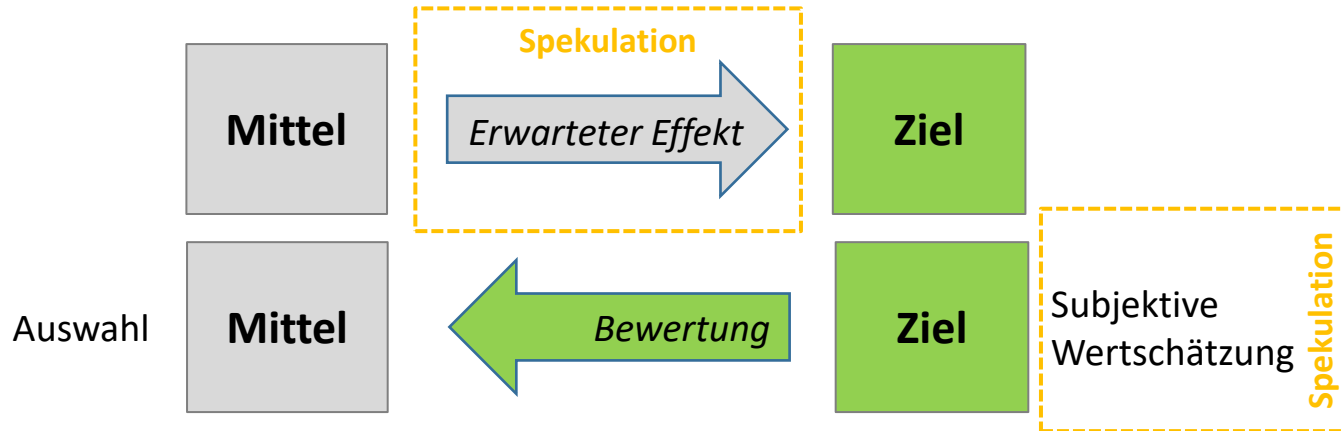 Spekulation
Mittel
Erwarteter Effekt
Ziel
Auswahl
Mittel
Bewertung
Ziel
Subjektive
Wertschätzung
Spekulation